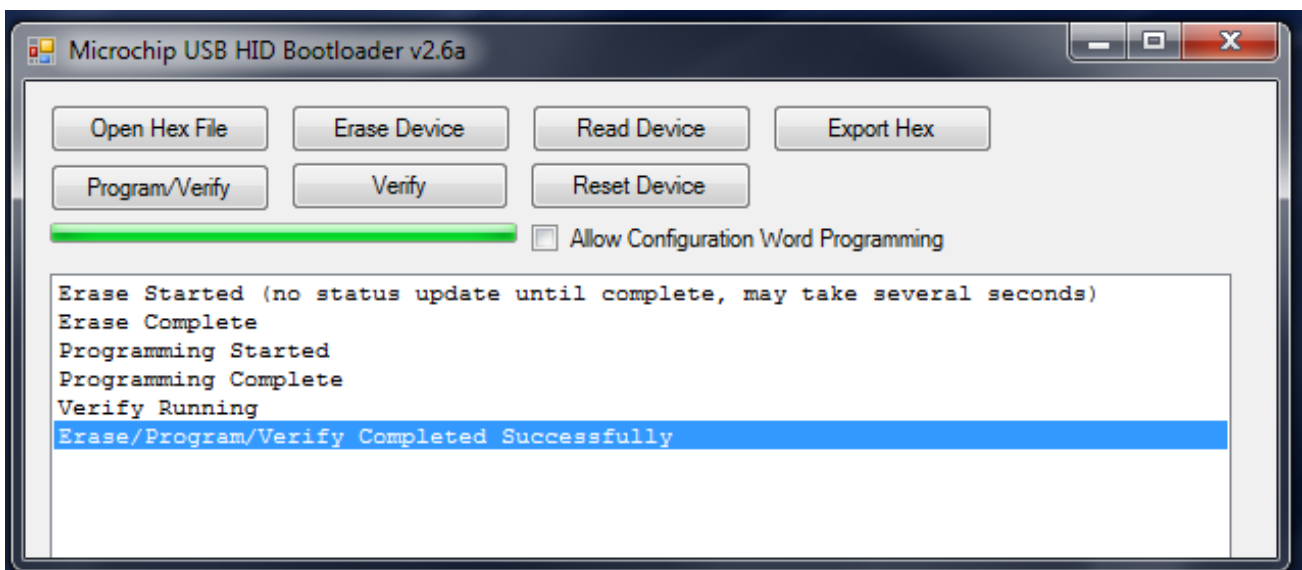 Microchip USB HID Bootloader v2.6a
Open Hex File Erase Device Read Device Export Hex
Program/Verify Verify Reset Device
Allow Configuration Word Programming
Erase Started (no status update until complete, may take several seconds)
Erase Complete
Programming Started
Programming Complete
Verify Running
Erase/Program/Verify Completed Successfully